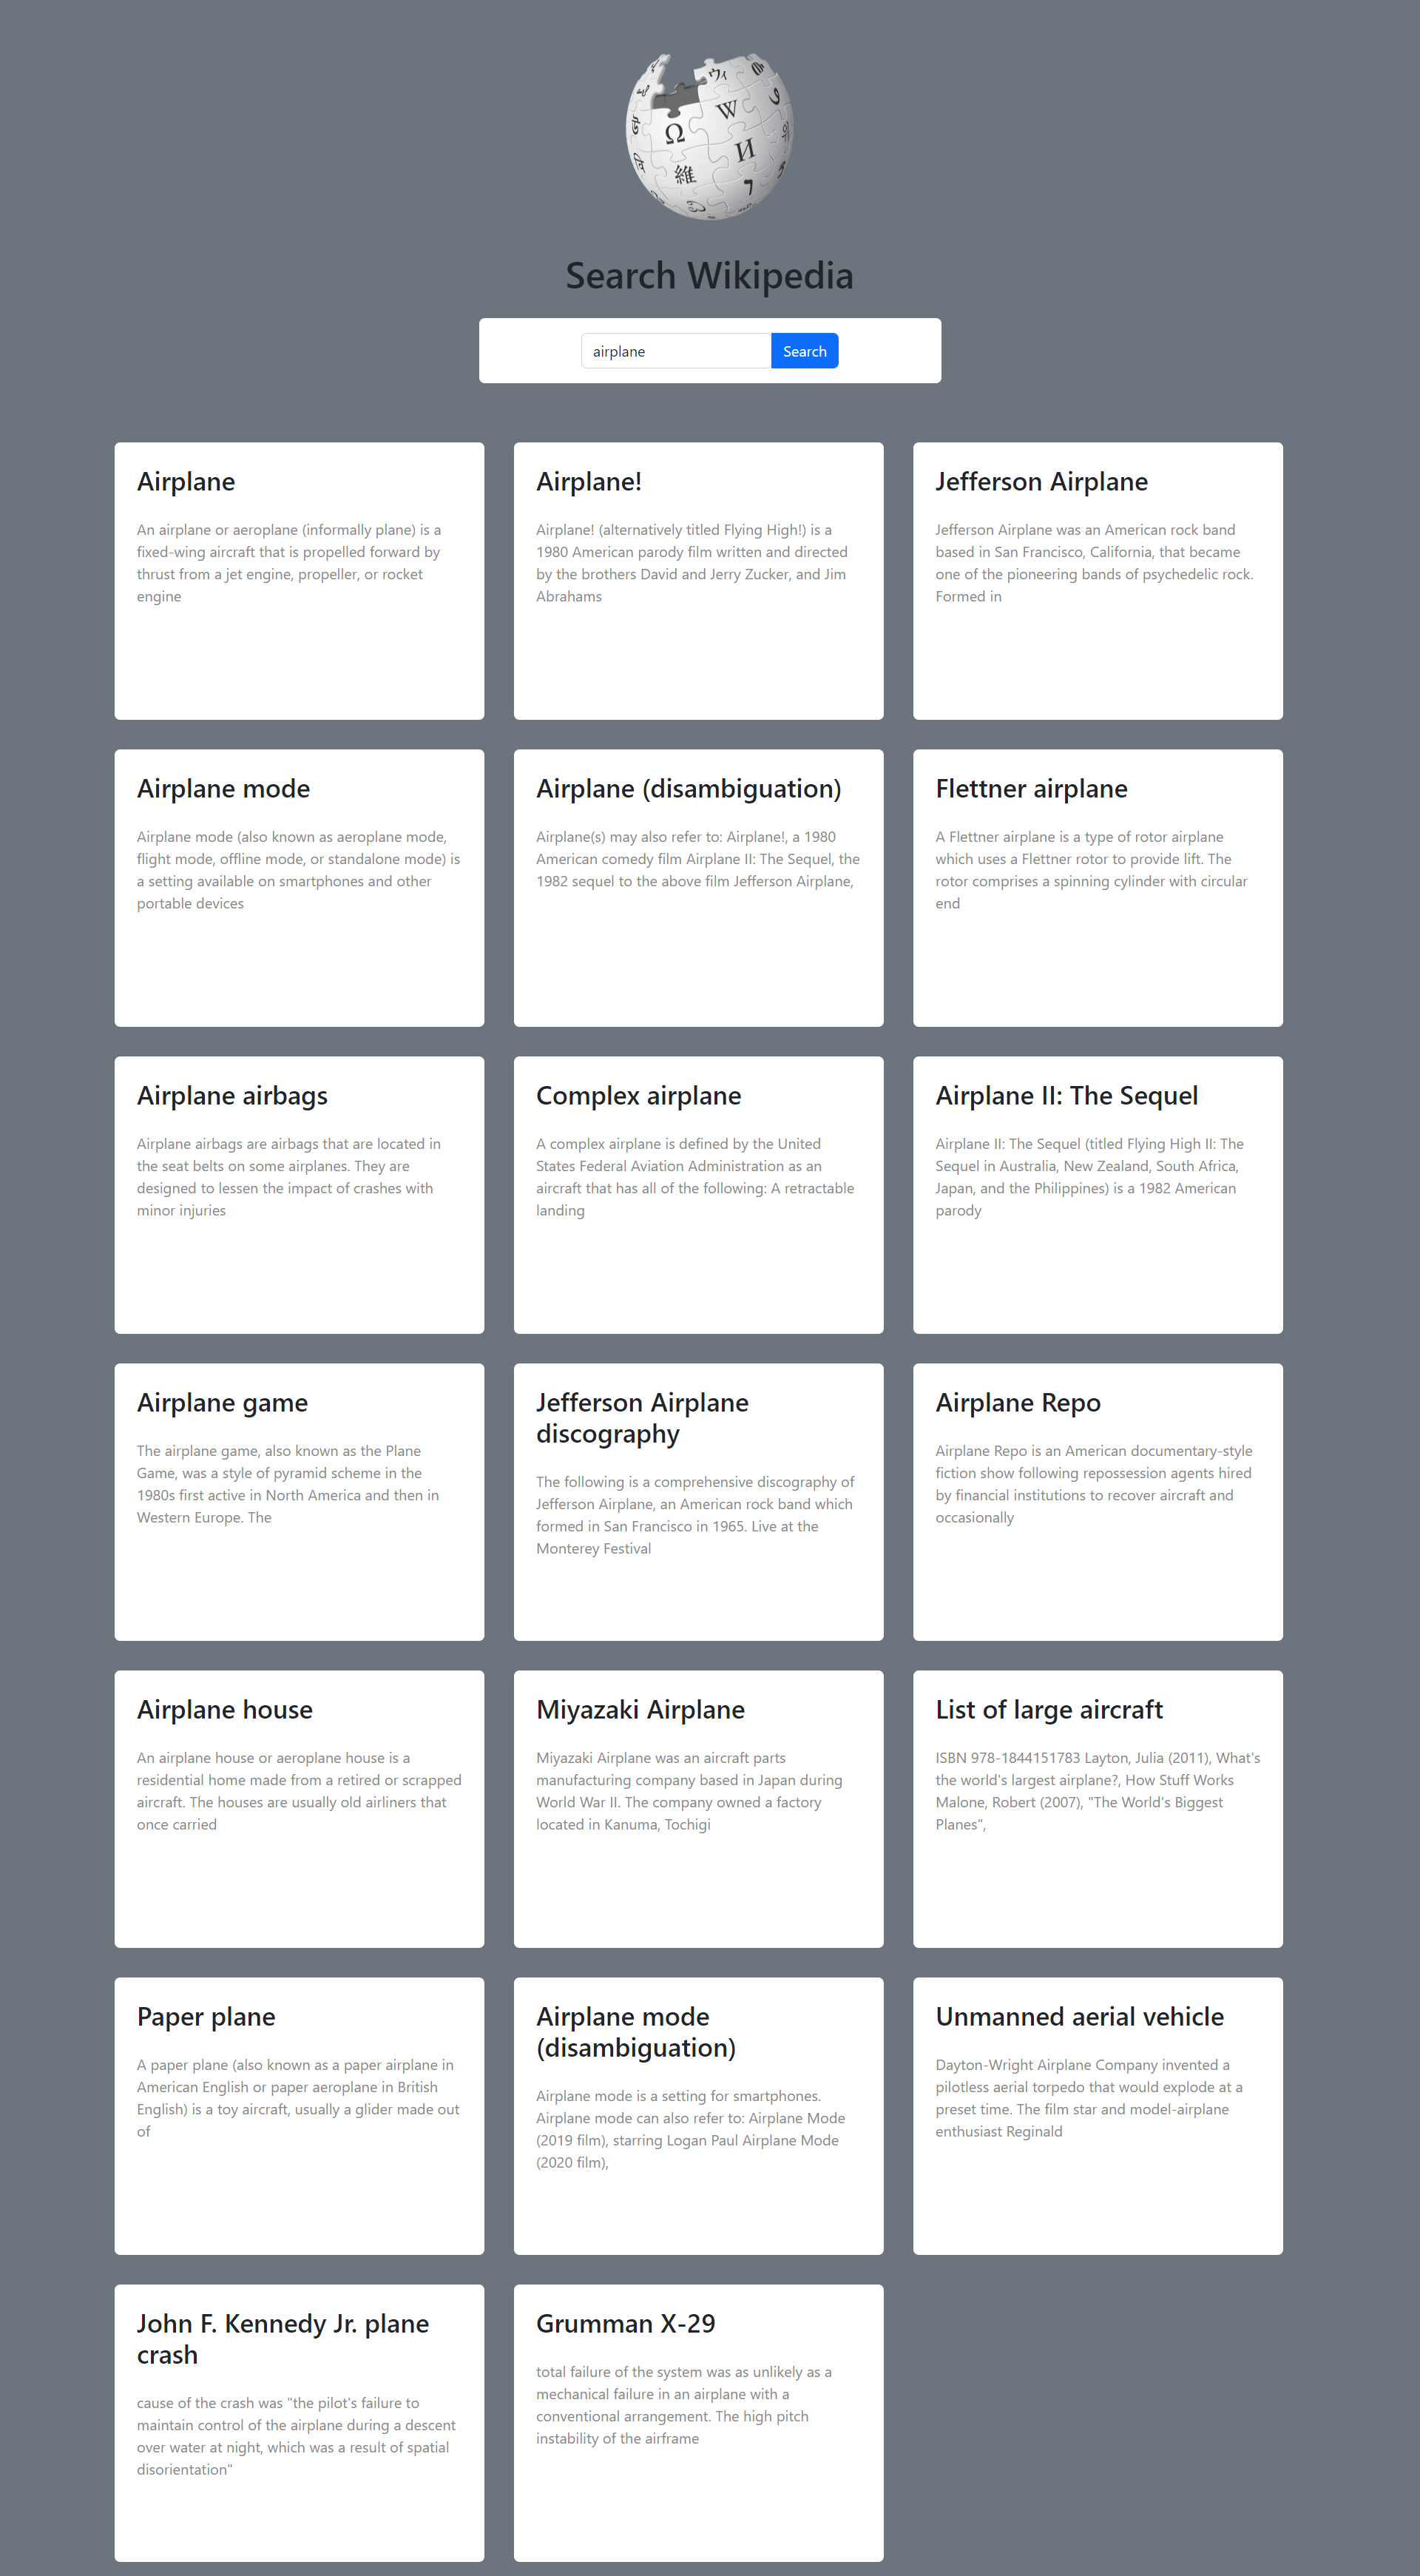 Ω W И 維 ウィ 7
Search Wikipedia
airplane Search
Airplane
An airplane or aeroplane (informally plane) is a
fixed-wing aircraft that is propelled forward by
thrust from a jet engine, propeller, or rocket
engine
Airplane!
Airplane! (alternatively titled Flying High!) is a
1980 American parody film written and directed
by the brothers David and Jerry Zucker, and Jim
Abrahams
Jefferson Airplane
Jefferson Airplane was an American rock band
based in San Francisco, California, that became
one of the pioneering bands of psychedelic rock.
Formed in
Airplane mode
Airplane mode (also known as aeroplane mode,
flight mode, offline mode, or standalone mode) is
a setting available on smartphones and other
portable devices
Airplane (disambiguation)
Airplane(s) may also refer to: Airplane!, a 1980
American comedy film Airplane II: The Sequel, the
1982 sequel to the above film Jefferson Airplane,
Flettner airplane
A Flettner airplane is a type of rotor airplane
which uses a Flettner rotor to provide lift. The
rotor comprises a spinning cylinder with circular
end
Airplane airbags
Airplane airbags are airbags that are located in
the seat belts on some airplanes. They are
designed to lessen the impact of crashes with
minor injuries
Complex airplane
A complex airplane is defined by the United
States Federal Aviation Administration as an
aircraft that has all of the following: A retractable
landing
Airplane II: The Sequel
Airplane II: The Sequel (titled Flying High II: The
Sequel in Australia, New Zealand, South Africa,
Japan, and the Philippines) is a 1982 American
parody
Airplane game
The airplane game, also known as the Plane
Game, was a style of pyramid scheme in the
1980s first active in North America and then in
Western Europe. The
Jefferson Airplane
discography
The following is a comprehensive discography of
Jefferson Airplane, an American rock band which
formed in San Francisco in 1965. Live at the
Monterey Festival
Airplane Repo
Airplane Repo is an American documentary-style
fiction show following repossession agents hired
by financial institutions to recover aircraft and
occasionally
Airplane house
An airplane house or aeroplane house is a
residential home made from a retired or scrapped
aircraft. The houses are usually old airliners that
once carried
Miyazaki Airplane
Miyazaki Airplane was an aircraft parts
manufacturing company based in Japan during
World War II. The company owned a factory
located in Kanuma, Tochigi
List of large aircraft
ISBN 978-1844151783 Layton, Julia (2011), What's
the world's largest airplane?, How Stuff Works
Malone, Robert (2007), "The World's Biggest
Planes",
Paper plane
A paper plane (also known as a paper airplane in
American English or paper aeroplane in British
English) is a toy aircraft, usually a glider made out
of
Airplane mode
(disambiguation)
Airplane mode is a setting for smartphones.
Airplane mode can also refer to: Airplane Mode
(2019 film), starring Logan Paul Airplane Mode
(2020 film),
Unmanned aerial vehicle
Dayton-Wright Airplane Company invented a
pilotless aerial torpedo that would explode at a
preset time. The film star and model-airplane
enthusiast Reginald
John F. Kennedy Jr. plane
crash
cause of the crash was "the pilot's failure to
maintain control of the airplane during a descent
over water at night, which was a result of spatial
disorientation"
Grumman X-29
total failure of the system was as unlikely as a
mechanical failure in an airplane with a
conventional arrangement. The high pitch
instability of the airframe